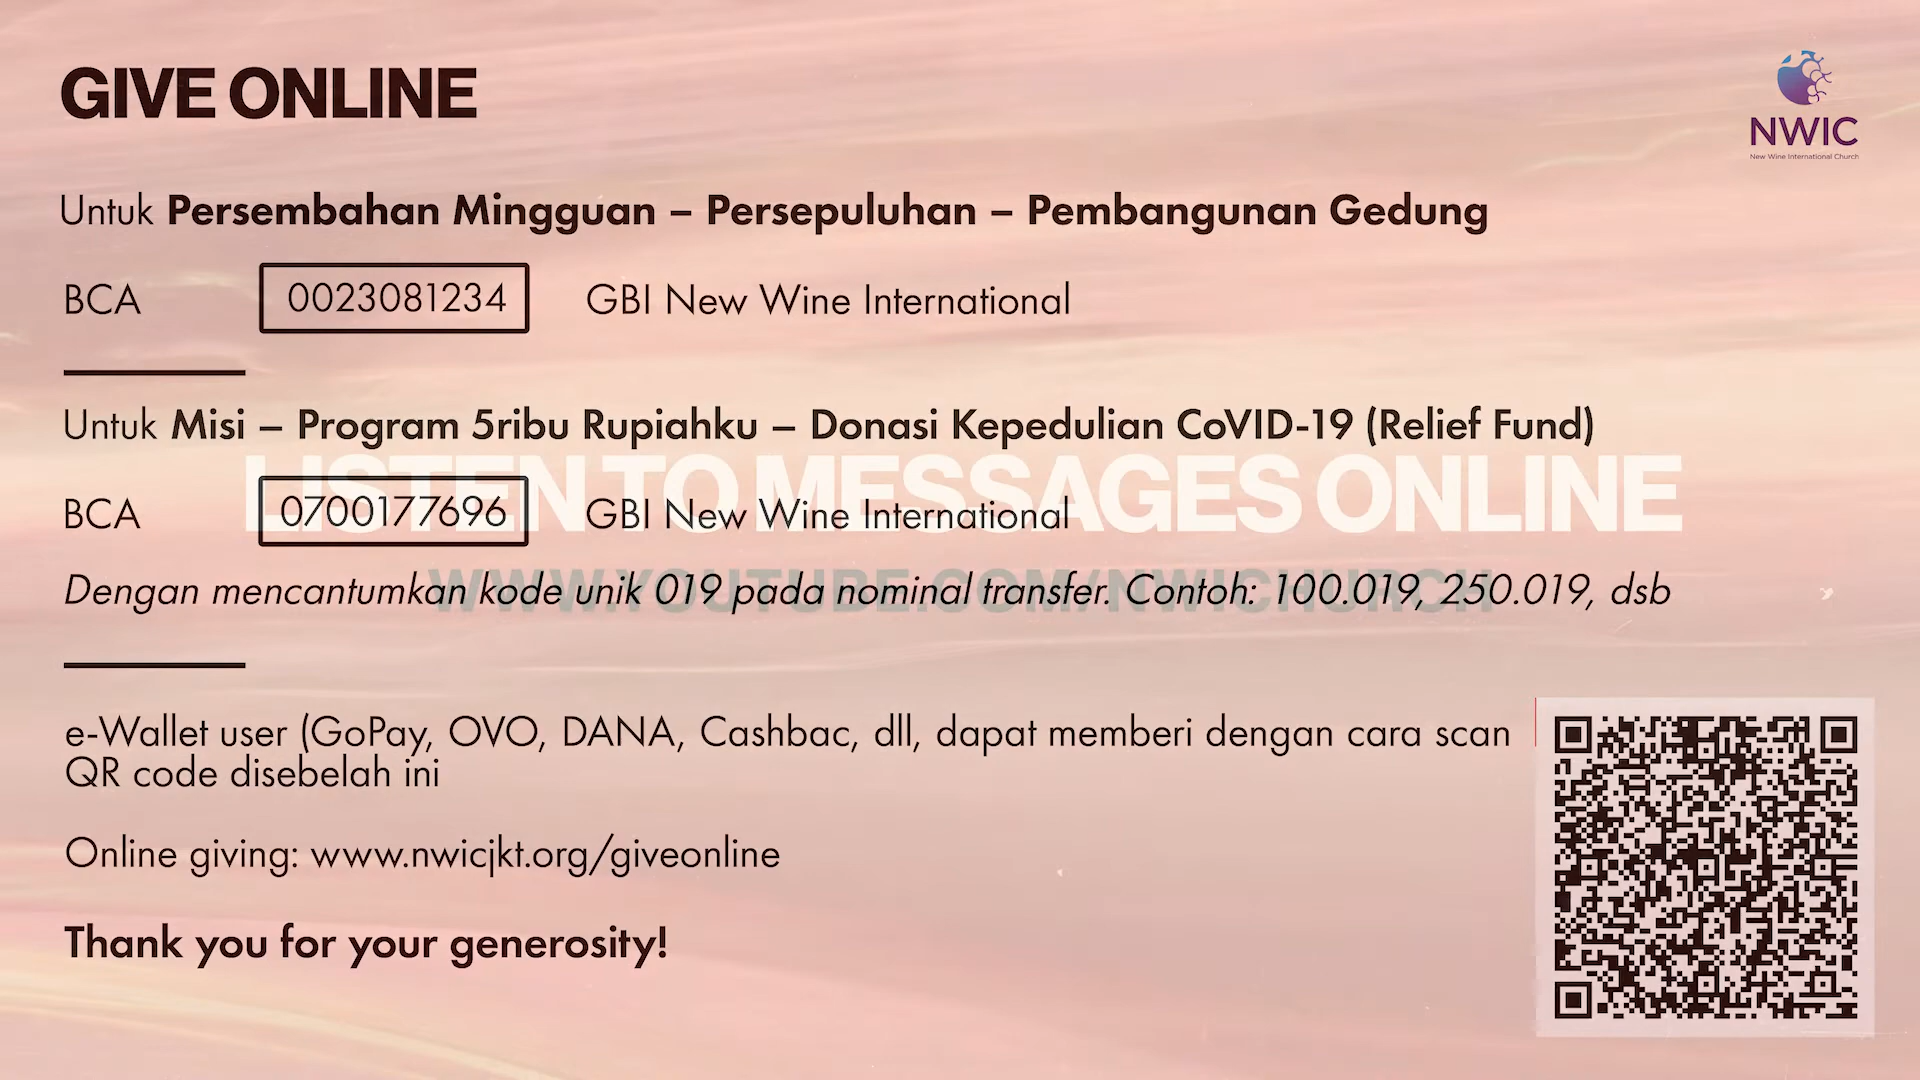 GIVE ONLINE
NWIC
New Wine International Church
Untuk Persembahan Mingguan – Persepuluhan – Pembangunan Gedung
BCA 0023081234 GBI New Wine International
Untuk Misi – Program 5ribu Rupiahku – Donasi Kepedulian CoVID-19 (Relief Fund)
LISTEN TO MESSAGES ONLINE
BCA 0700177696 GBI New Wine International
WWW.YOUTUBE.COM/NWICHURCH
Dengan mencantumkan kode unik 019 pada nominal transfer. Contoh: 100.019, 250.019, dsb
e-Wallet user (GoPay, OVO, DANA, Cashbac, dll, dapat memberi dengan cara scan
QR code disebelah ini
Online giving: www.nwicjkt.org/giveonline
Thank you for your generosity!